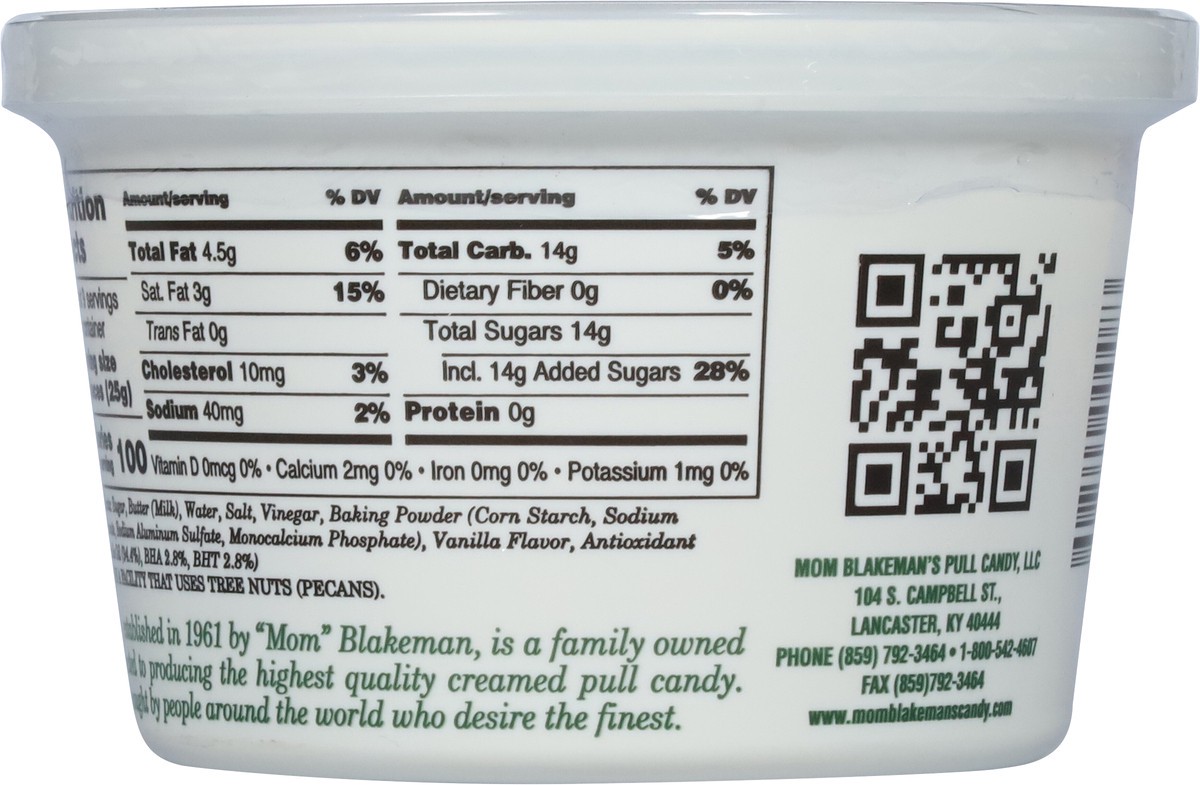 Amount/serving % DV Amount/serving % DV
Total Fat 4.5g 6% Total Carb. 14g 5%
Sat. Fat 3g 15% Dietary Fiber 0g 0%
servings
Trans Fat 0g Total Sugars 14g
size
Cholesterol 10mg 3% Incl. 14g Added Sugars 28%
(25g)
Sodium 40mg 2% Protein 0g
100 Vitamin D 0mcg 0% • Calcium 2mg 0% • Iron 0mg 0% • Potassium 1mg 0%
Sugar, Butter (Milk), Water, Salt, Vinegar, Baking Powder (Corn Starch, Sodium
Sodium Aluminum Sulfate, Monocalcium Phosphate), Vanilla Flavor, Antioxidant
(94.4%), BHA 2.8%, BHT 2.8%)
FACILITY THAT USES TREE NUTS (PECANS).
in 1961 by “Mom” Blakeman, is a family owned
to producing the highest quality creamed pull candy.
by people around the world who desire the finest.
MOM BLAKEMAN'S PULL CANDY, LLC
104 S. CAMPBELL ST.,
LANCASTER, KY 40444
PHONE (859) 792-3464 • 1-800-542-4607
FAX (859)792-3464
www.momblakemanscandy.com